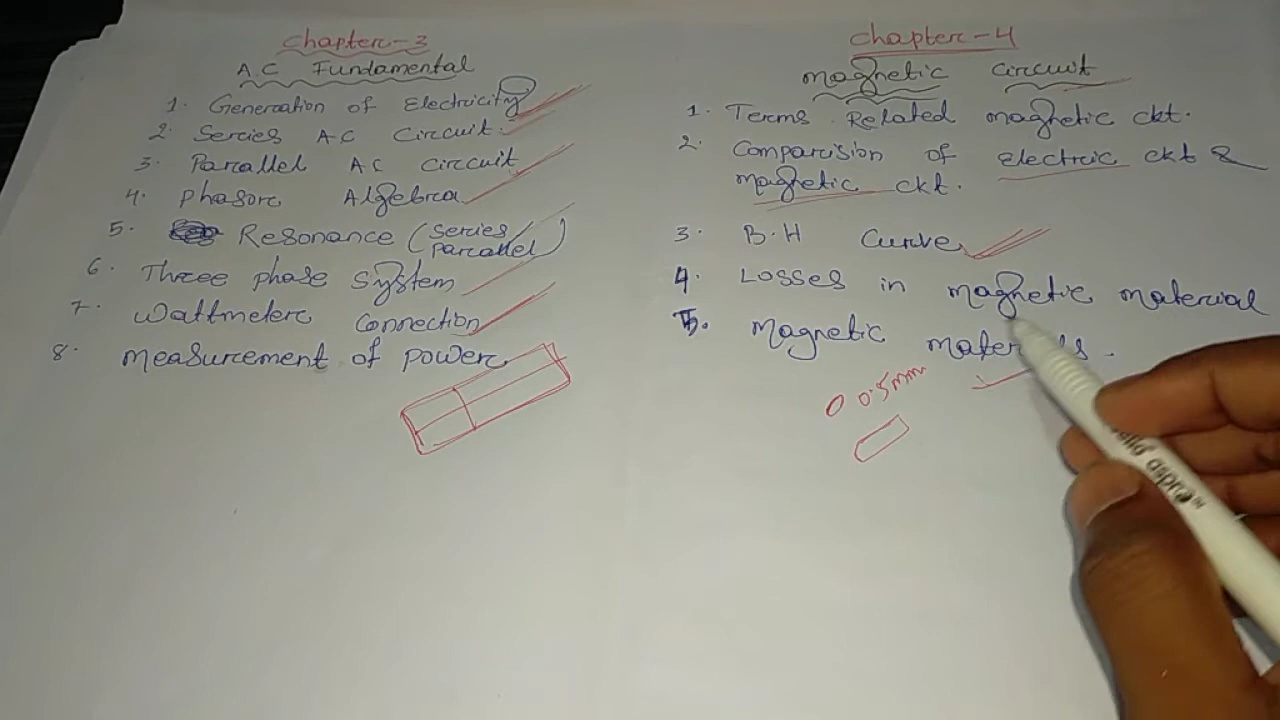 Chapter-3
A.C Fundamental
1. Generation of Electricity
2. Series A.C Circuit.
3. Parallel A.C Circuit
4. Phasor Algebra
5. Resonance (Series/
Parallel)
6. Three phase System
7. Wattmeter Connection
8. Measurement of power
Chapter-4
Magnetic Circuit
1. Terms Related magnetic ckt.
2. Comparision of electric ckt &
magnetic ckt.
3. B.H Curve
4. Losses in magnetic material
5. Magnetic materials.
0.5mm